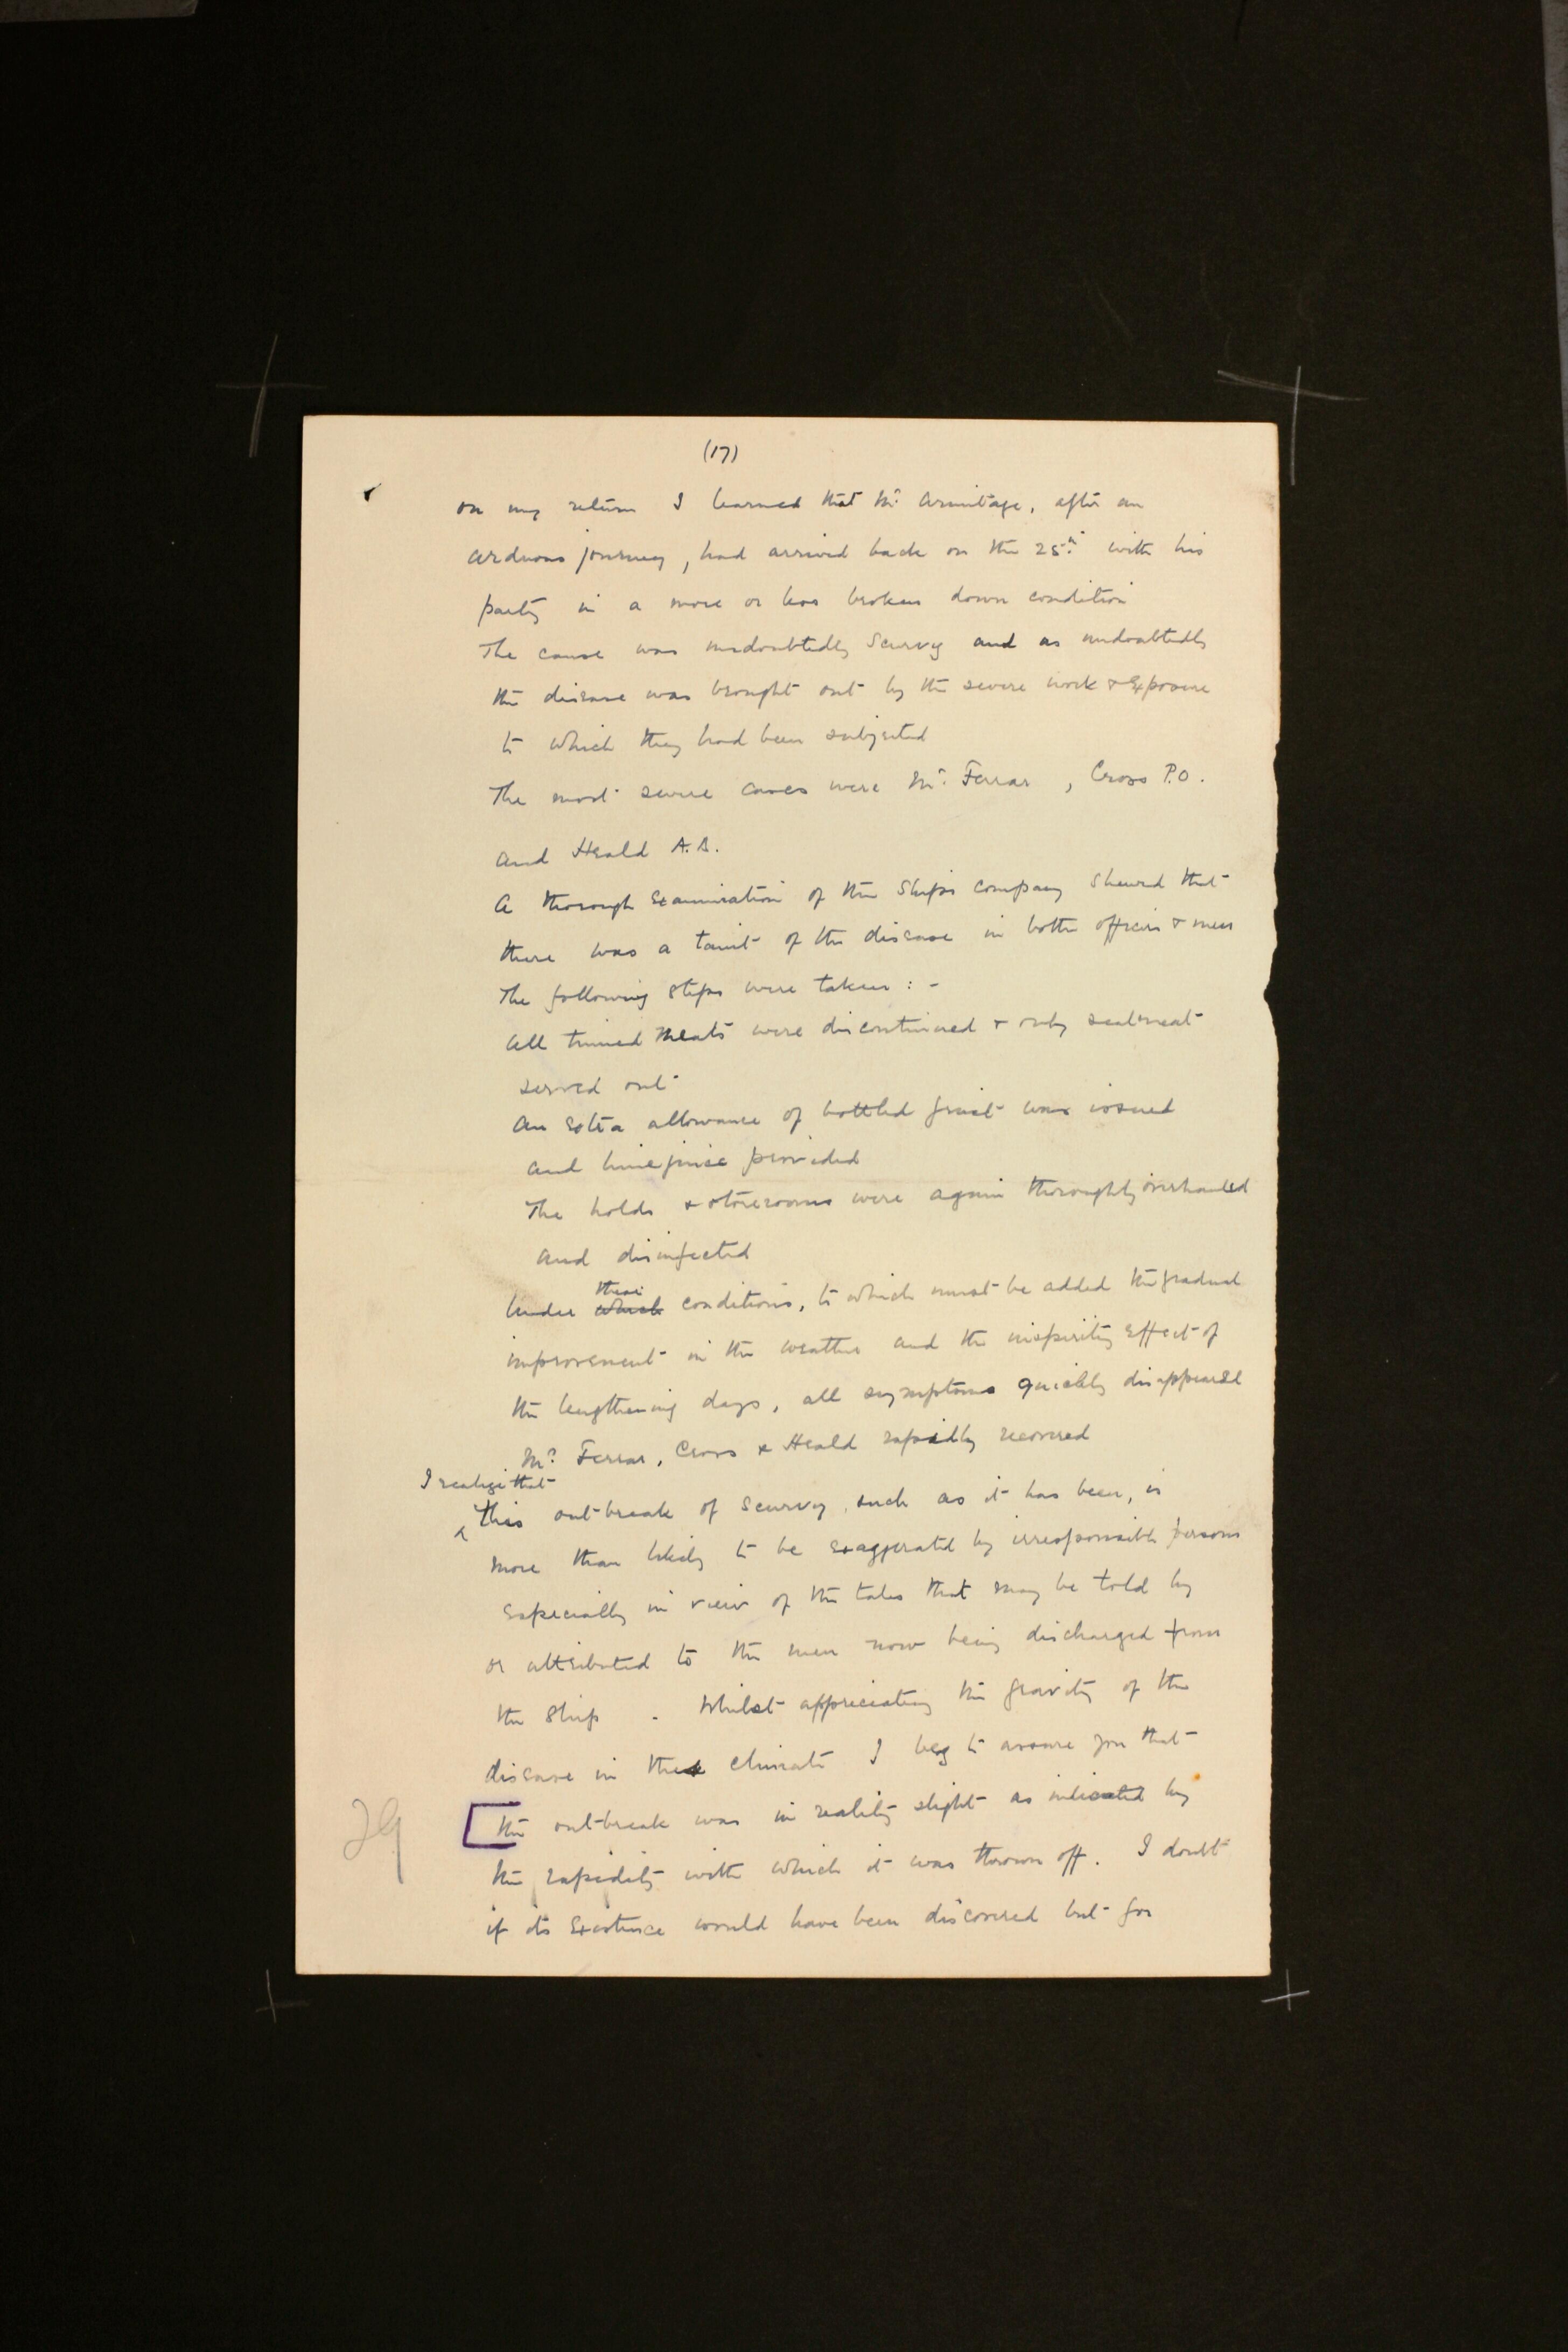 (17)
on my return I learned that Mr. Armitage, after an
arduous journey, had arrived back on the 25th. with his
party in a more or less broken down condition
The cause was undoubtedly Scurvy and as undoubtedly
the disease was brought out by the severe work & exposure
to which they had been subjected
The most severe cases were Mr. Ferrar, Cross P.O.
and Heald A.B.
A thorough examination of the Ships company shewed that
there was a taint of the disease in both officers & men
The following steps were taken : -
All tinned meats were discontinued & only seal meat
served out
An extra allowance of bottled fruit was issued
and limejuice provided
The holds & storerooms were again thoroughly overhauled
and disinfected
these
Under which conditions, to which must be added the gradual
improvement in the weather and the inspiriting effect of
the lengthening days, all symptoms quickly disappeared
Mr. Ferrar, Cross & Heald rapidly recovered
I realize that
This outbreak of Scurvy, such as it has been, is
more than likely to be exaggerated by irresponsible persons
especially in view of the tales that may be told by
or attributed to the men now being discharged from
the Ship. Whilst appreciating the gravity of the
disease in these climates I beg to assure you that
[the outbreak was in reality slight as indicated by
29
the rapidity with which it was thrown off. I doubt
if its existence would have been discovered but for